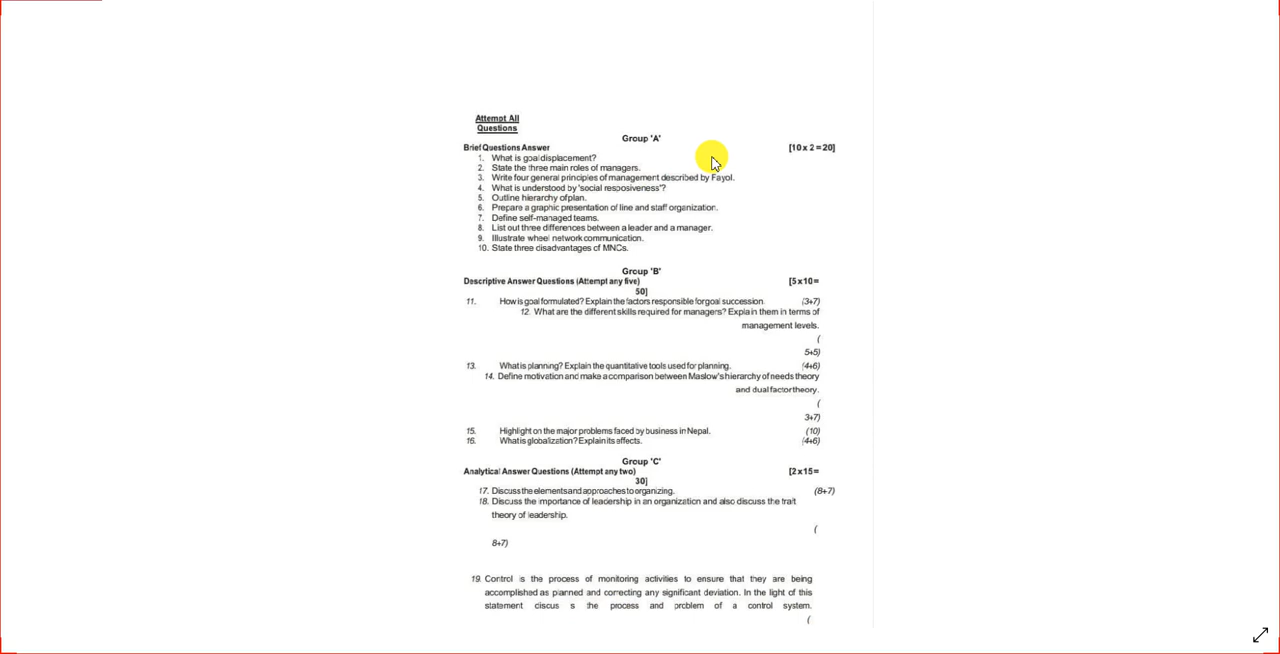 Attempt All
Questions
Group 'A'
Brief Questions Answer [10 x 2 = 20]
1. What is goal displacement?
2. State the three main roles of managers.
3. Write four general principles of management described by Fayol.
4. What is understood by 'social resposiveness'?
5. Outline hierarchy of plan.
6. Prepare a graphic presentation of line and staff organization.
7. Define self-managed teams.
8. List out three differences between a leader and a manager.
9. Illustrate wheel network communication.
10. State three disadvantages of MNCs.
Group 'B'
Descriptive Answer Questions (Attempt any five) [5 x 10 =
50]
11. How is goal formulated? Explain the factors responsible for goal succession. (3+7)
12. What are the different skills required for managers? Explain them in terms of
management levels.
(
5+5)
13. What is planning? Explain the quantitative tools used for planning. (4+6)
14. Define motivation and make a comparison between Maslow's hierarchy of needs theory
and dual factor theory.
(
3+7)
15. Highlight on the major problems faced by business in Nepal. (10)
16. What is globalization? Explain its effects. (4+6)
Group 'C'
Analytical Answer Questions (Attempt any two) [2 x 15 =
30]
17. Discuss the elements and approaches to organizing. (8+7)
18. Discuss the importance of leadership in an organization and also discuss the trait
theory of leadership.
(
8+7)
19. Control is the process of monitoring activities to ensure that they are being
accomplished as planned and correcting any significant deviation. In the light of this
statement discus s the process and problem of a control system.
(